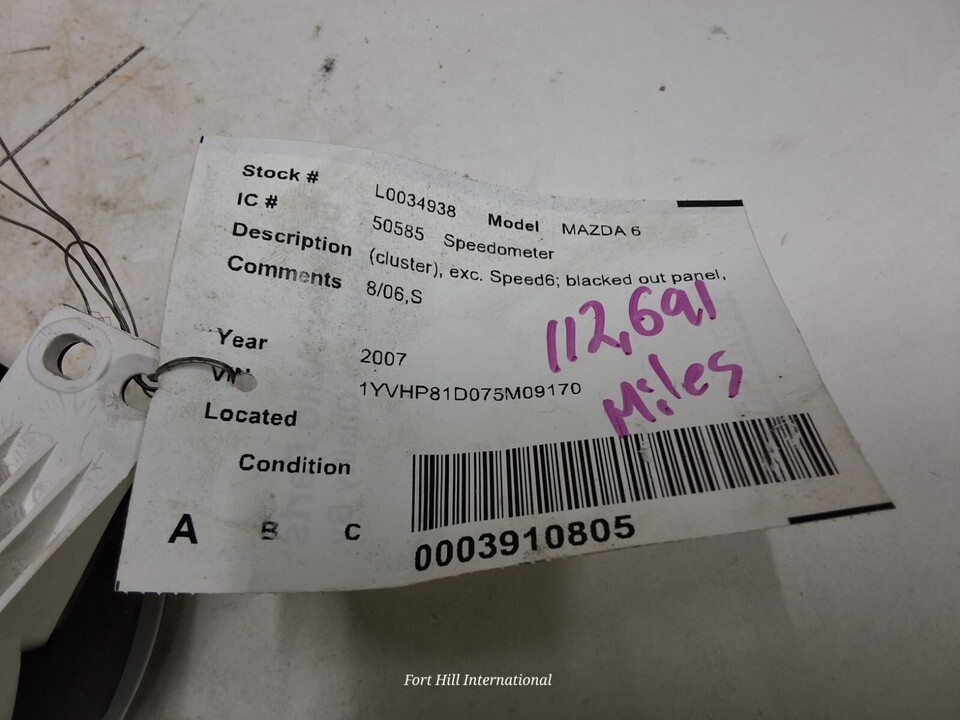 Stock # L0034938 Model MAZDA 6
IC # 50585 Speedometer
Description (cluster), exc. Speed6; blacked out panel,
Comments 8/06,S
112,691
Miles
Year 2007
VIN 1YVHP81D075M09170
Located
Condition
A B C
0003910805
Fort Hill International